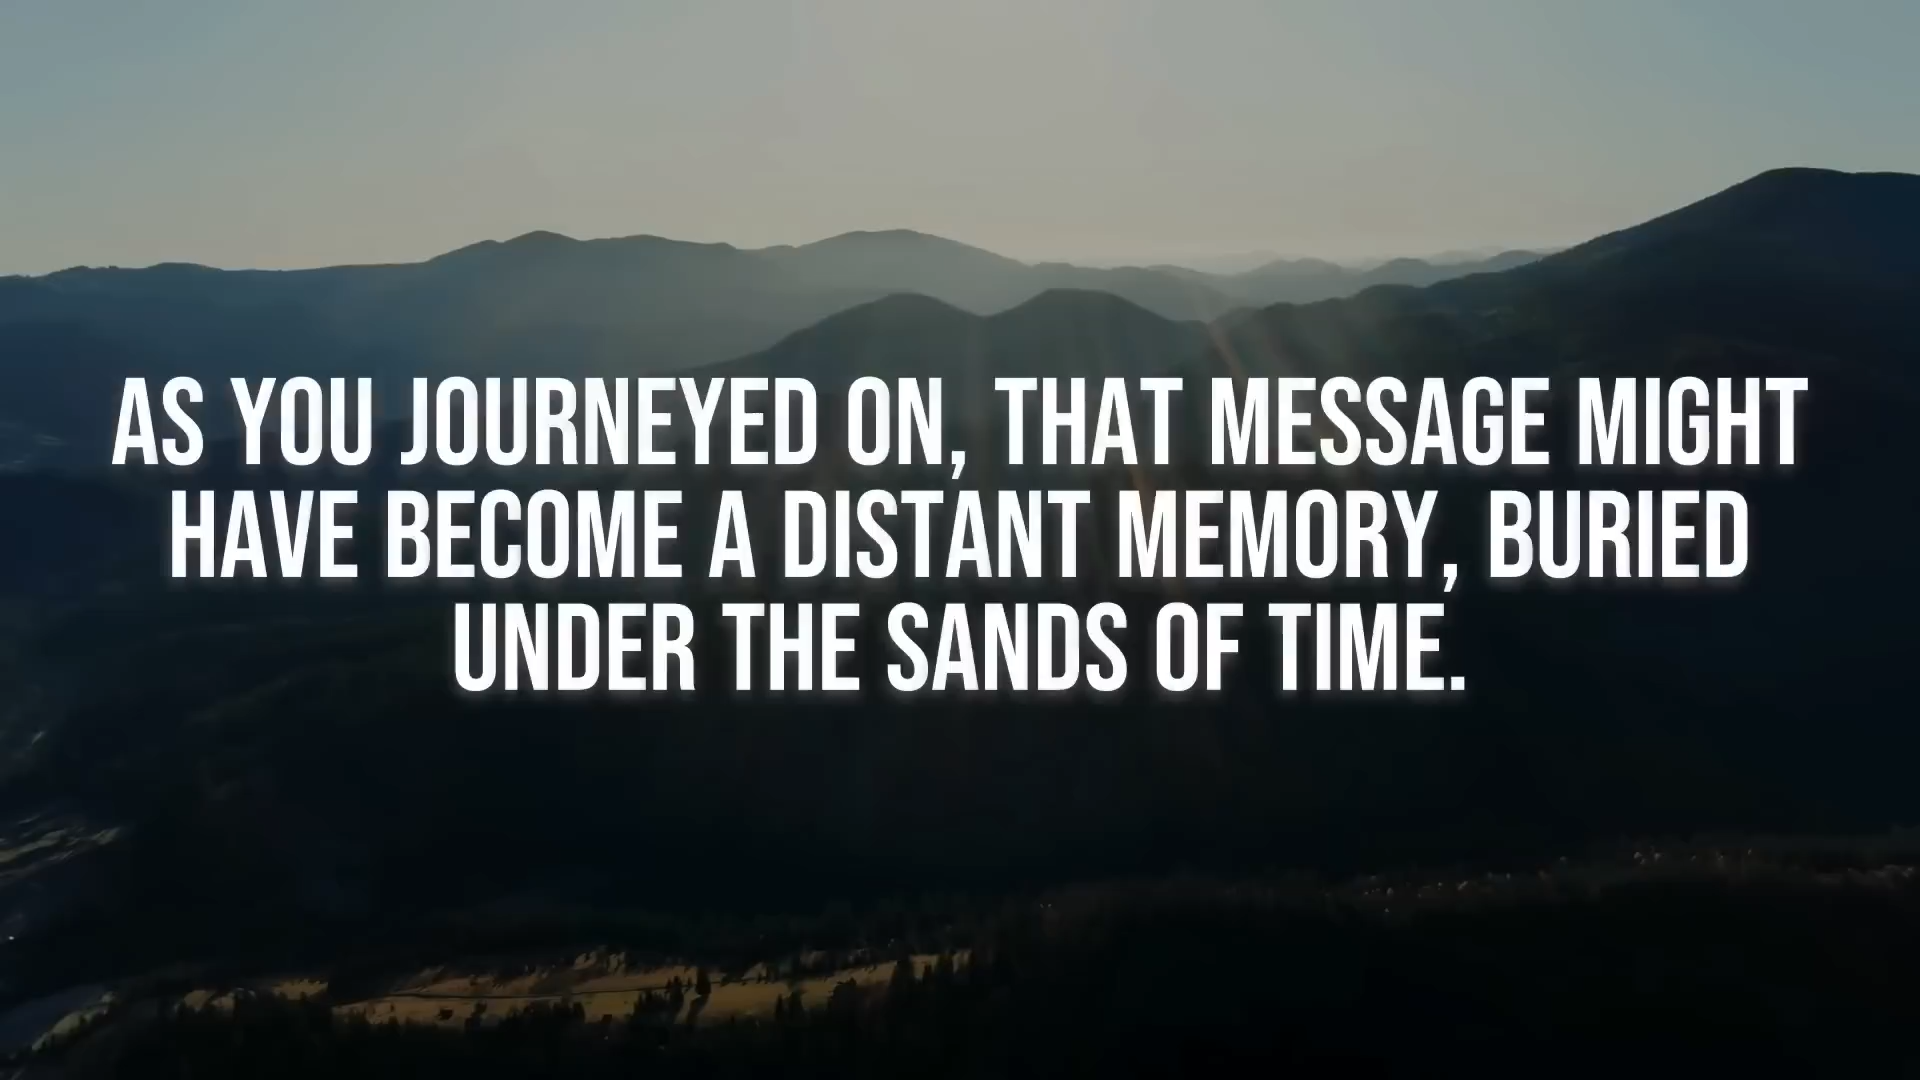 AS YOU JOURNEYED ON, THAT MESSAGE MIGHT
HAVE BECOME A DISTANT MEMORY, BURIED
UNDER THE SANDS OF TIME.